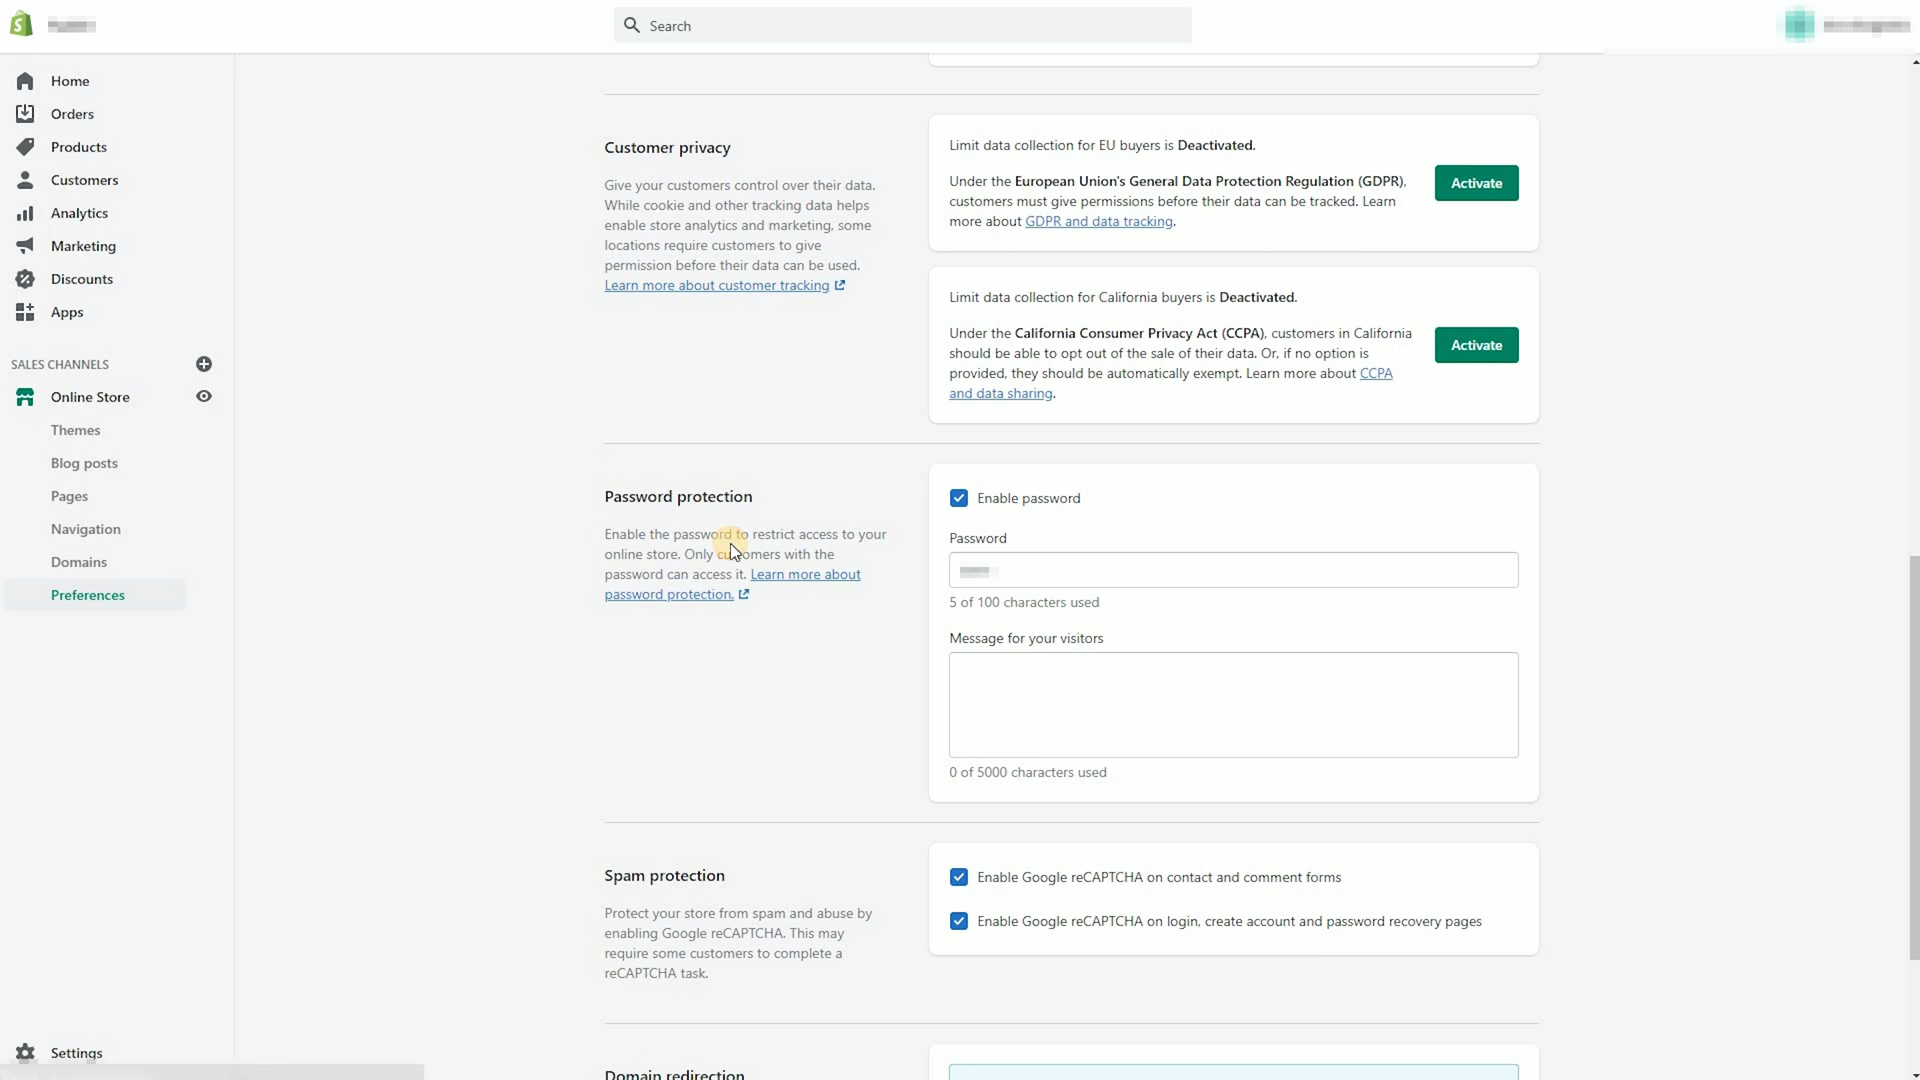 Search
Home
Orders
Products
Customers
Analytics
Marketing
Discounts
Apps
SALES CHANNELS
Online Store
Themes
Blog posts
Pages
Navigation
Domains
Preferences
Settings
Customer privacy
Give your customers control over their data.
While cookie and other tracking data helps
enable store analytics and marketing, some
locations require customers to give
permission before their data can be used.
Learn more about customer tracking
Limit data collection for EU buyers is Deactivated.
Under the European Union's General Data Protection Regulation (GDPR),
customers must give permissions before their data can be tracked. Learn
more about GDPR and data tracking.
Activate
Limit data collection for California buyers is Deactivated.
Under the California Consumer Privacy Act (CCPA), customers in California
should be able to opt out of the sale of their data. Or, if no option is
provided, they should be automatically exempt. Learn more about CCPA
and data sharing.
Activate
Password protection
Enable the password to restrict access to your
online store. Only customers with the
password can access it. Learn more about
password protection.
Enable password
Password
5 of 100 characters used
Message for your visitors
0 of 5000 characters used
Spam protection
Protect your store from spam and abuse by
enabling Google reCAPTCHA. This may
require some customers to complete a
reCAPTCHA task.
Enable Google reCAPTCHA on contact and comment forms
Enable Google reCAPTCHA on login, create account and password recovery pages
Domain redirection